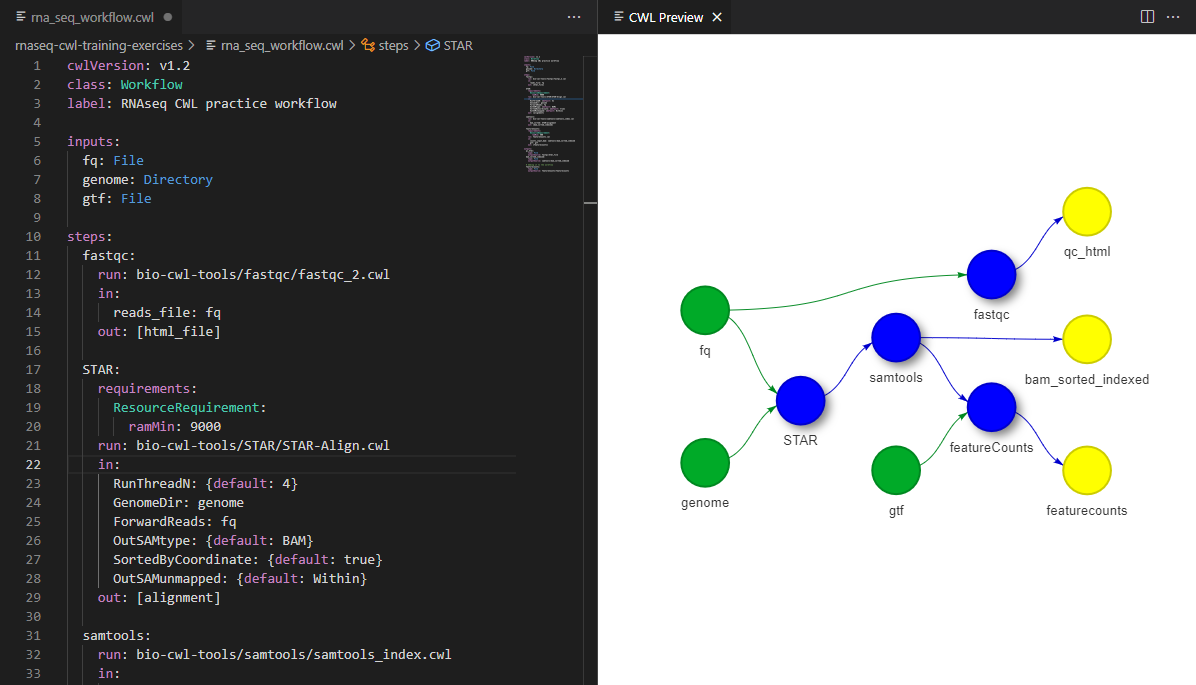 rna_seq_workflow.cwl
CWL Preview
rnaseq-cwl-training-exercises > rna_seq_workflow.cwl > steps > STAR
1 cwlVersion: v1.2
2 class: Workflow
3 label: RNAseq CWL practice workflow
4
5 inputs:
6 fq: File
7 genome: Directory
8 gtf: File
9
10 steps:
11 fastqc:
12 run: bio-cwl-tools/fastqc/fastqc_2.cwl
13 in:
14 reads_file: fq
15 out: [html_file]
16
17 STAR:
18 requirements:
19 ResourceRequirement:
20 ramMin: 9000
21 run: bio-cwl-tools/STAR/STAR-Align.cwl
22 in:
23 RunThreadN: {default: 4}
24 GenomeDir: genome
25 ForwardReads: fq
26 OutSAMtype: {default: BAM}
27 SortedByCoordinate: {default: true}
28 OutSAMunmapped: {default: Within}
29 out: [alignment]
30
31 samtools:
32 run: bio-cwl-tools/samtools/samtools_index.cwl
33 in:
qc_html
fastqc
fq
samtools
bam_sorted_indexed
STAR
featureCounts
genome
gtf
featurecounts